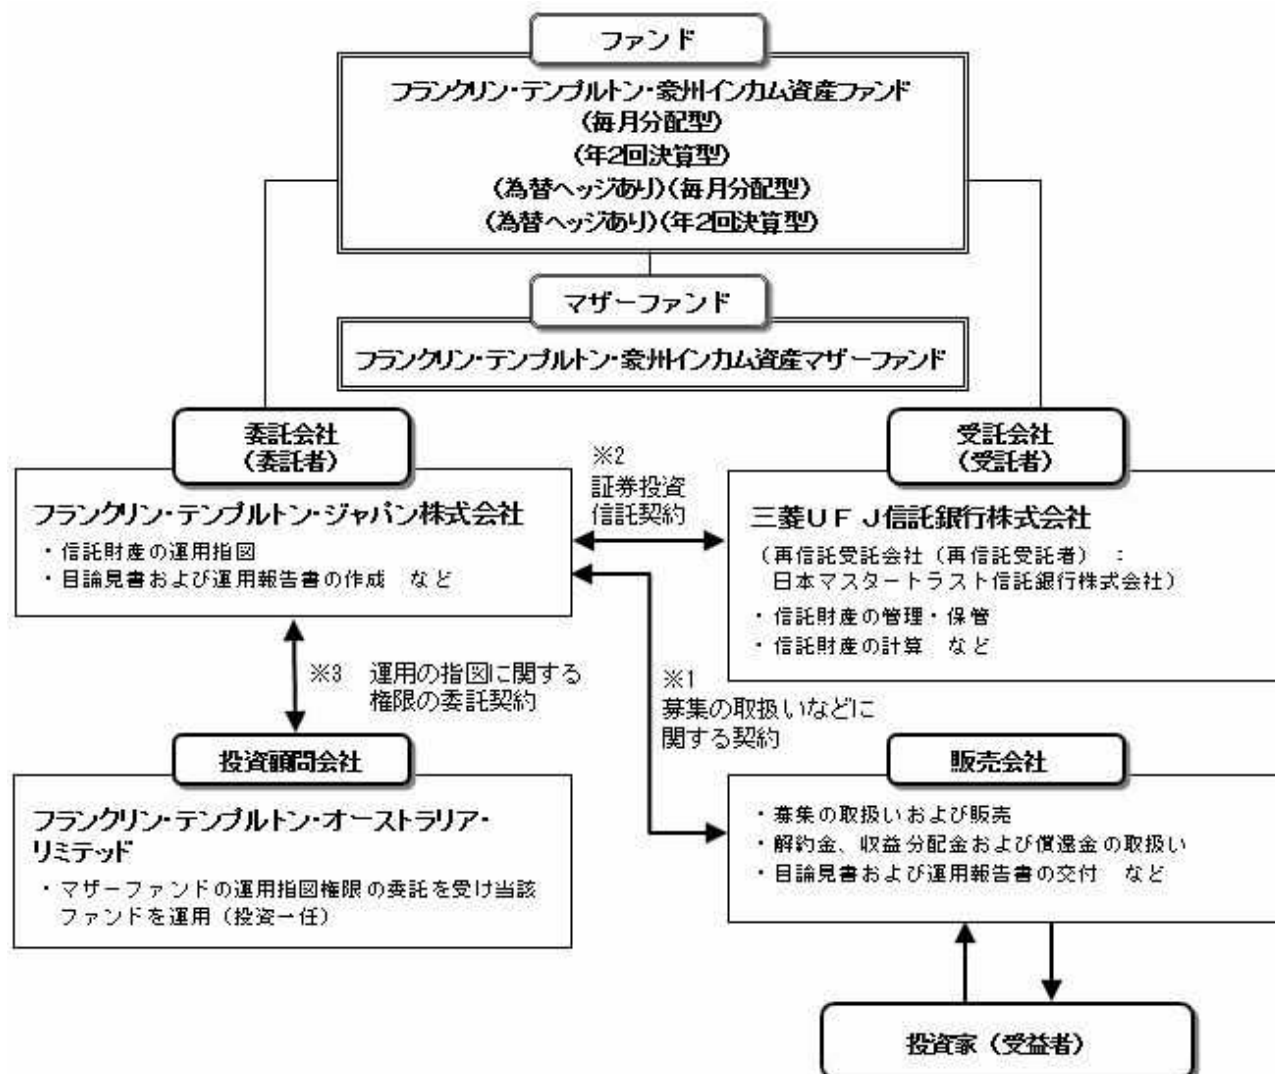 ファンド
フランクリン・テンプルトン・豪州インカム資産ファンド
(毎月分配型)
(年2回決算型)
(為替ヘッジあり)(毎月分配型)
(為替ヘッジあり)(年2回決算型)
マザーファンド
フランクリン・テンプルトン・豪州インカム資産マザーファンド
委託会社
(委託者)
フランクリン・テンプルトン・ジャパン株式会社
・信託財産の運用指図
・目論見書および運用報告書の作成 など
※2
証券投資
信託契約
受託会社
(受託者)
三菱UFJ信託銀行株式会社
(再信託受託会社(再信託受託者) :
日本マスタートラスト信託銀行株式会社)
・信託財産の管理・保管
・信託財産の計算 など
※3 運用の指図に関する
権限の委託契約
※1
募集の取扱いなどに
関する契約
投資顧問会社
フランクリン・テンプルトン・オーストラリア・
リミテッド
・マザーファンドの運用指図権限の委託を受け当該
ファンドを運用(投資一任)
販売会社
・募集の取扱いおよび販売
・解約金、収益分配金および償還金の取扱い
・目論見書および運用報告書の交付 など
投資家(受益者)